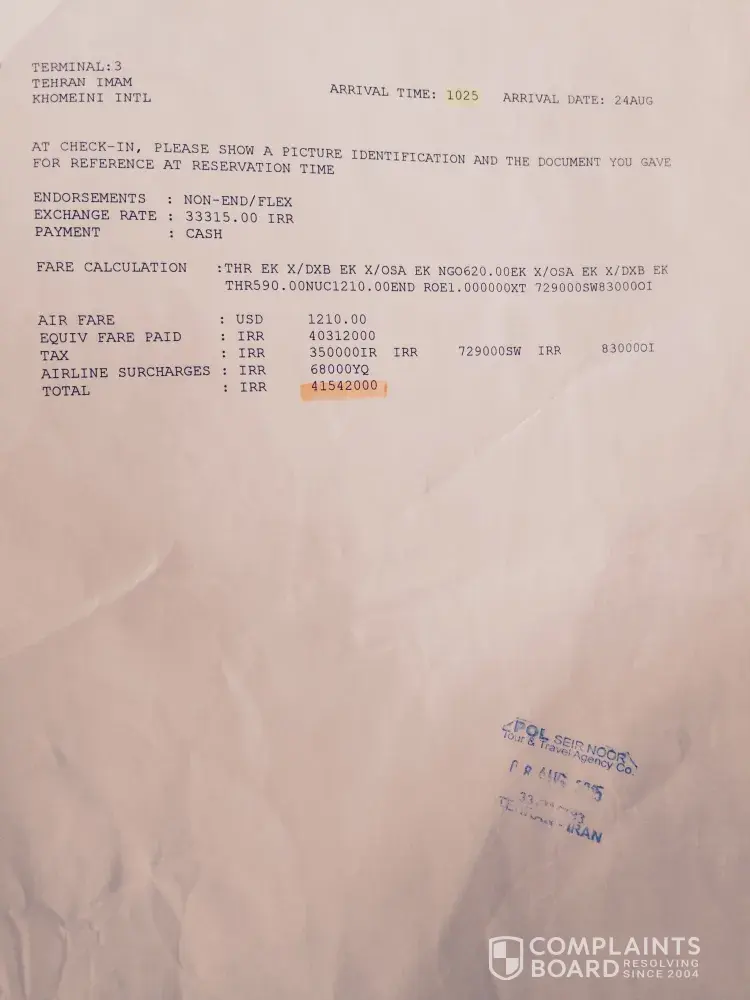 TERMINAL:3
TEHRAN IMAM
KHOMEINI INTL
ARRIVAL TIME: 1025 ARRIVAL DATE: 24AUG
AT CHECK-IN, PLEASE SHOW A PICTURE IDENTIFICATION AND THE DOCUMENT YOU GAVE
FOR REFERENCE AT RESERVATION TIME
ENDORSEMENTS : NON-END/FLEX
EXCHANGE RATE : 33315.00 IRR
PAYMENT : CASH
FARE CALCULATION :THR EK X/DXB EK X/OSA EK NGO620.00EK X/OSA EK X/DXB EK
THR590.00NUC1210.00END ROE1.000000XT 729000SW83000OI
AIR FARE : USD 1210.00
EQUIV FARE PAID : IRR 40312000
TAX : IRR 350000IR IRR 729000SW IRR 83000OI
AIRLINE SURCHARGES : IRR 68000YQ
TOTAL : IRR 41542000
POL SEIR NOOR
Tour & Travel Agency Co.
AUG
IRAN
COMPLAINTS
BOARD RESOLVING
SINCE 2004